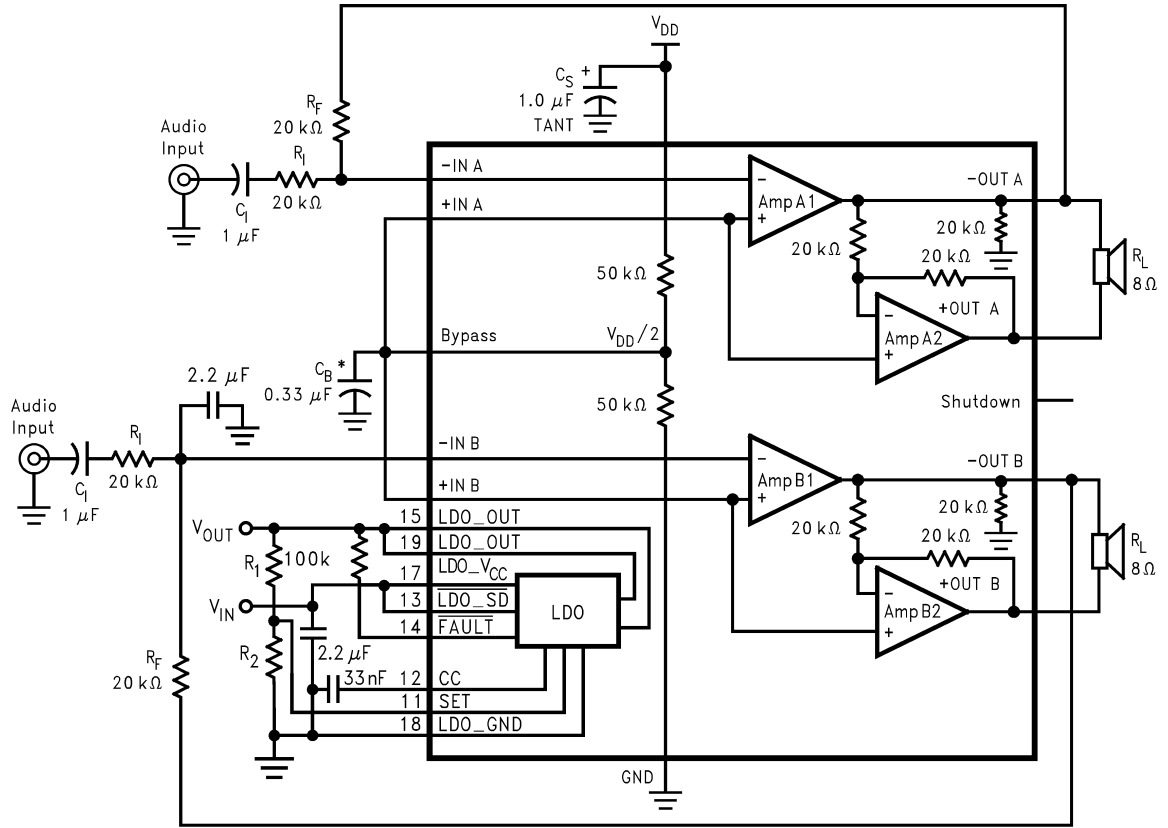 V_DD
C_S +
1.0 μF
TANT
R_F
20 kΩ
Audio
Input
R_I
20 kΩ
C_I
1 μF
-IN A
+IN A
-
+
Amp A1
-OUT A
20 kΩ
20 kΩ
20 kΩ
R_L
8Ω
50 kΩ
+OUT A
-
+
Amp A2
Bypass
V_DD/2
C_B *
0.33 μF
2.2 μF
50 kΩ
Shutdown
Audio
Input
R_I
20 kΩ
C_I
1 μF
-IN B
+IN B
-
+
Amp B1
-OUT B
20 kΩ
20 kΩ
20 kΩ
R_L
8Ω
+OUT B
-
+
Amp B2
V_OUT
15 LDO_OUT
19 LDO_OUT
R_1
100k
17 LDO_V_CC
V_IN
13 LDO_SD
14 FAULT
LDO
R_2
2.2 μF
33nF
12 CC
11 SET
18 LDO_GND
R_F
20 kΩ
GND